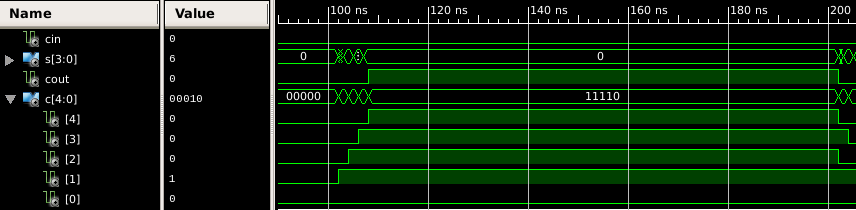 Name Value 100 ns 120 ns 140 ns 160 ns 180 ns 200
cin 0
s[3:0] 6 0 0
cout 0
c[4:0] 00010 00000 11110
[4] 0
[3] 0
[2] 0
[1] 1
[0] 0